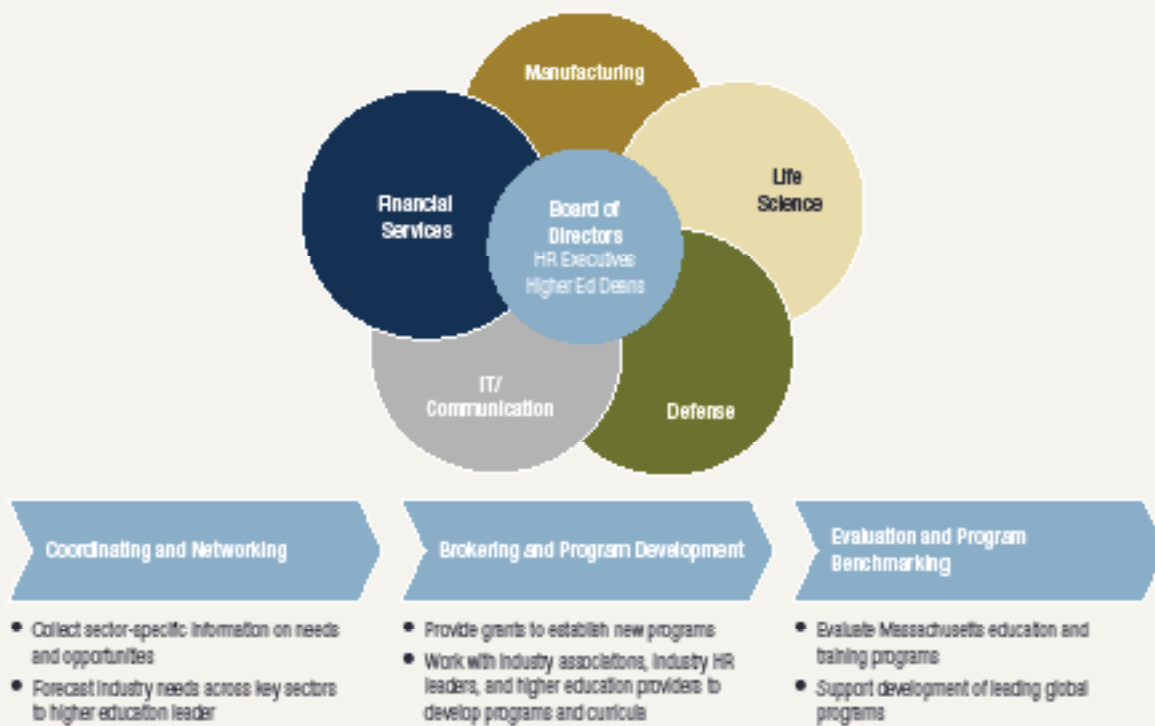 Manufacturing
Life
Science
Financial
Services
Board of
Directors
HR Executives
Higher Ed Deans
IT/
Communication
Defense
Coordinating and Networking
Brokering and Program Development
Evaluation and Program
Benchmarking
• Collect sector-specific information on needs
and opportunities
• Forecast industry needs across key sectors
to higher education leader
• Provide grants to establish new programs
• Work with industry associations, industry HR
leaders, and higher education providers to
develop programs and curricula
• Evaluate Massachusetts education and
training programs
• Support development of leading global
programs